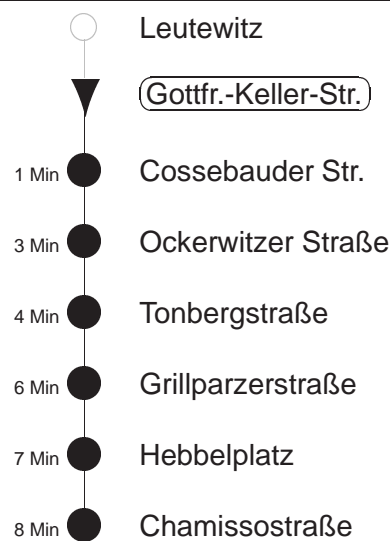 Leutewitz
Gottfr.-Keller-Str.
1 Min Cossebauder Str.
3 Min Ockerwitzer Straße
4 Min Tonbergstraße
6 Min Grillparzerstraße
7 Min Hebbelplatz
8 Min Chamissostraße